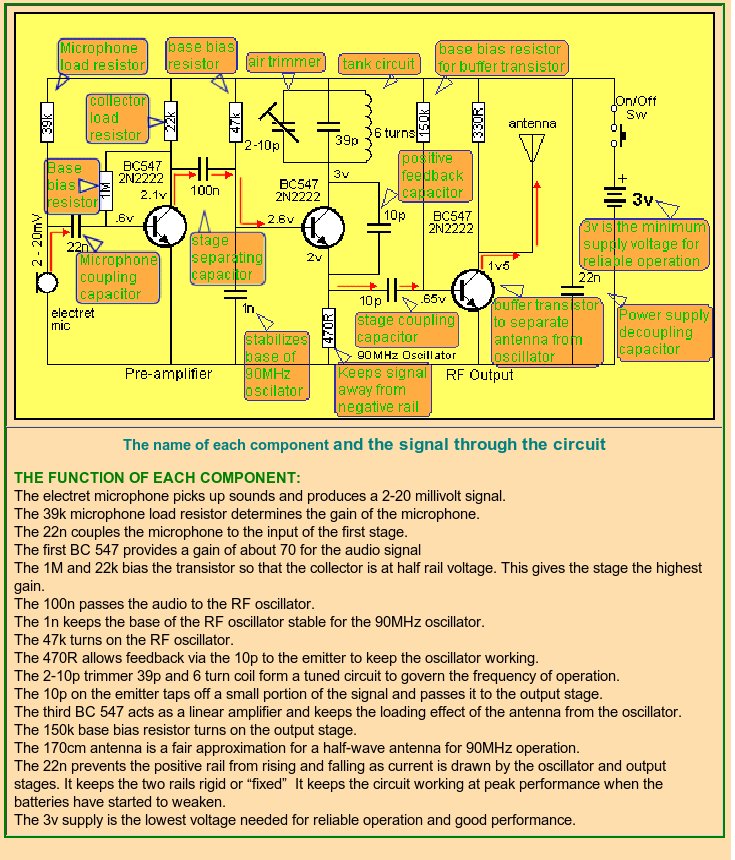 Microphone
load resistor
base bias
resistor
air trimmer
tank circuit
base bias resistor
for buffer transistor
39k
collector
load
resistor
22k
47k
2-10p
39p
6 turns
150k
330R
antenna
On/Off
Sw
Base
bias
resistor
1M
BC547
2N2222
2.1v
100n
BC547
2N2222
3v
positive
feedback
capacitor
10p
BC547
2N2222
+
3v
2 - 20mV
.6v
22n
Microphone
coupling
capacitor
stage
separating
capacitor
2.6v
2v
3v is the minimum
supply voltage for
reliable operation
electret
mic
1n
10p
.65v
1v5
22n
stage coupling
capacitor
buffer transistor
to separate
antenna from
oscillator
Power supply
decoupling
capacitor
stabilizes
base of
90MHz
oscilator
470R
90MHz Oscillator
Keeps signal
away from
negative rail
Pre-amplifier
RF Output
The name of each component and the signal through the circuit
THE FUNCTION OF EACH COMPONENT:
The electret microphone picks up sounds and produces a 2-20 millivolt signal.
The 39k microphone load resistor determines the gain of the microphone.
The 22n couples the microphone to the input of the first stage.
The first BC 547 provides a gain of about 70 for the audio signal
The 1M and 22k bias the transistor so that the collector is at half rail voltage. This gives the stage the highest
gain.
The 100n passes the audio to the RF oscillator.
The 1n keeps the base of the RF oscillator stable for the 90MHz oscillator.
The 47k turns on the RF oscillator.
The 470R allows feedback via the 10p to the emitter to keep the oscillator working.
The 2-10p trimmer 39p and 6 turn coil form a tuned circuit to govern the frequency of operation.
The 10p on the emitter taps off a small portion of the signal and passes it to the output stage.
The third BC 547 acts as a linear amplifier and keeps the loading effect of the antenna from the oscillator.
The 150k base bias resistor turns on the output stage.
The 170cm antenna is a fair approximation for a half-wave antenna for 90MHz operation.
The 22n prevents the positive rail from rising and falling as current is drawn by the oscillator and output
stages. It keeps the two rails rigid or “fixed”  It keeps the circuit working at peak performance when the
batteries have started to weaken.
The 3v supply is the lowest voltage needed for reliable operation and good performance.